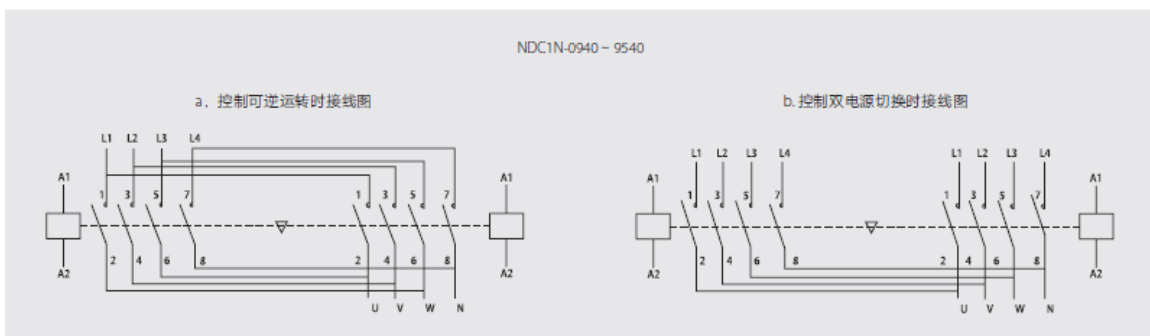 NDC1N-0940 ~ 9540
a. 控制可逆运转时接线图
b. 控制双电源切换时接线图
L1 L2 L3 L4
L1 L2 L3 L4 L1 L2 L3 L4
A1 A1 A1 A1
1 3 5 7 1 3 5 7
1 3 5 7 1 3 5 7
2 4 6 8 2 4 6 8
2 4 6 8 2 4 6 8
A2 A2 A2 A2
U V W N
U V W N